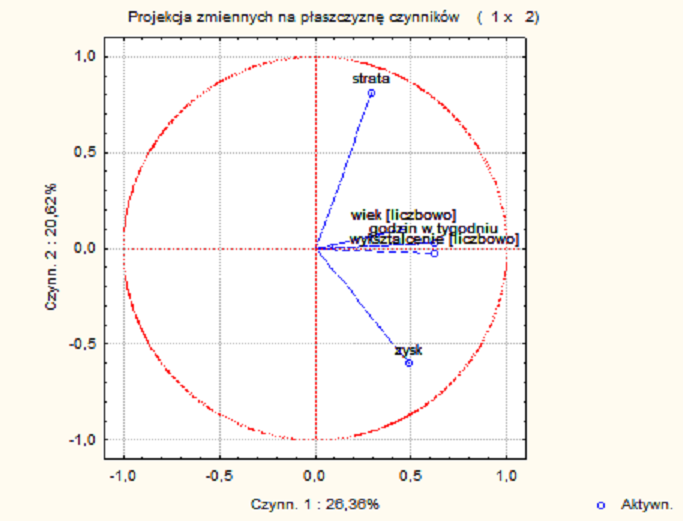 Projekcja zmiennych na płaszczyznę czynników ( 1 x 2)
1,0
strata
0,5
wiek [liczbowo]
godzin w tygodniu
wykształcenie [liczbowo]
0,0
Czynn. 2 : 20,62%
-0,5
zysk
-1,0
-1,0 -0,5 0,0 0,5 1,0
Czynn. 1 : 26,36%
Aktywn.